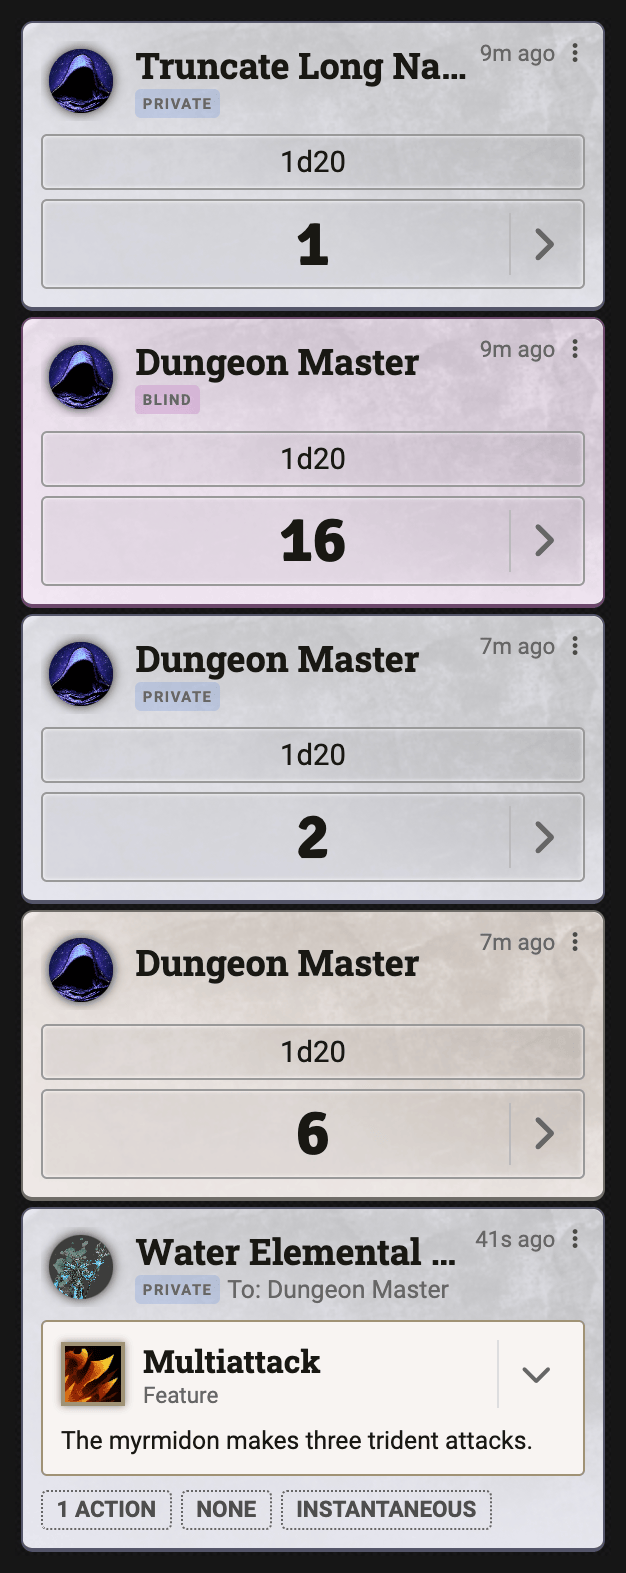 Truncate Long Na...
9m ago
PRIVATE
1d20
1
Dungeon Master
9m ago
BLIND
1d20
16
Dungeon Master
7m ago
PRIVATE
1d20
2
Dungeon Master
7m ago
1d20
6
Water Elemental ...
41s ago
PRIVATE To: Dungeon Master
Multiattack
Feature
The myrmidon makes three trident attacks.
1 ACTION NONE INSTANTANEOUS